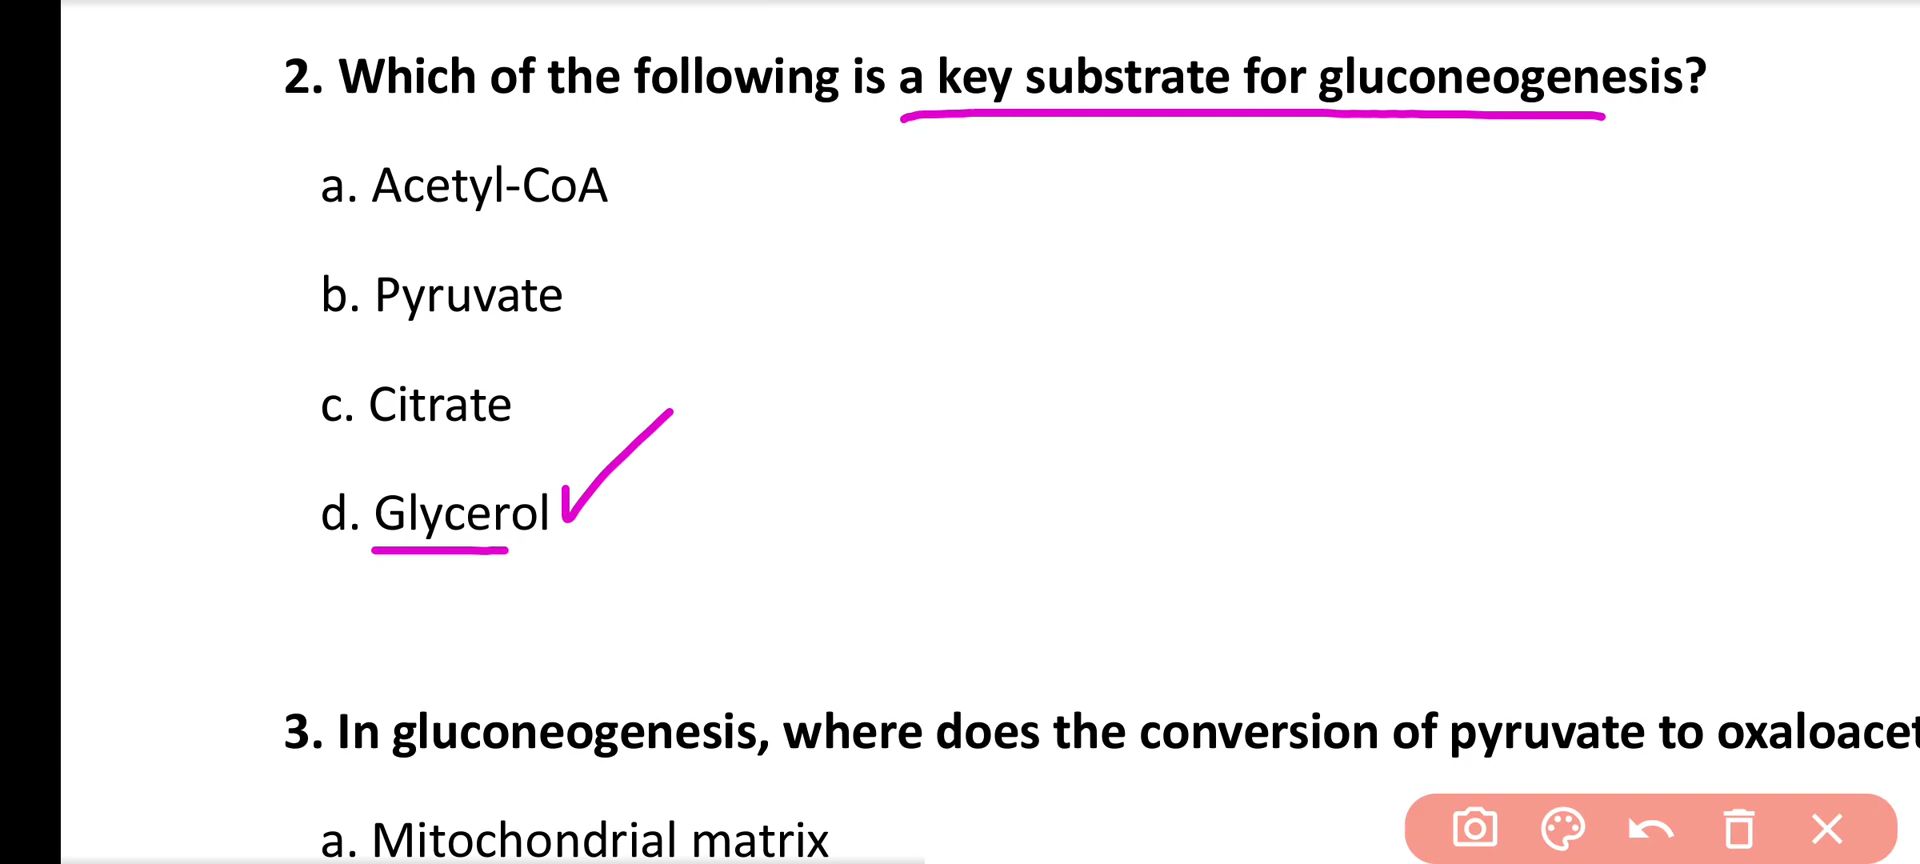 2. Which of the following is a key substrate for gluconeogenesis?
a. Acetyl-CoA
b. Pyruvate
c. Citrate
d. Glycerol
3. In gluconeogenesis, where does the conversion of pyruvate to oxaloacet
a. Mitochondrial matrix